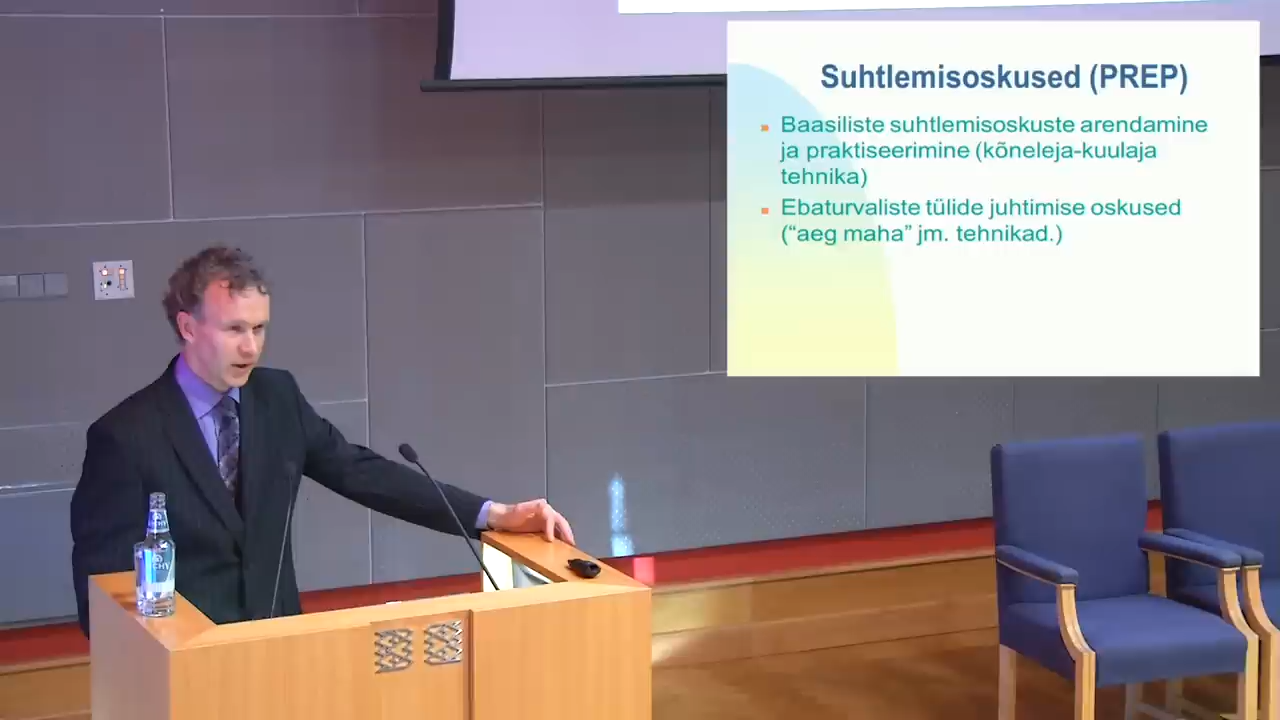 Suhtlemisoskused (PREP)
Baasiliste suhtlemisoskuste arendamine
ja praktiseerimine (kõneleja-kuulaja
tehnika)
Ebaturvaliste tülide juhtimise oskused
(“aeg maha” jm. tehnikad.)